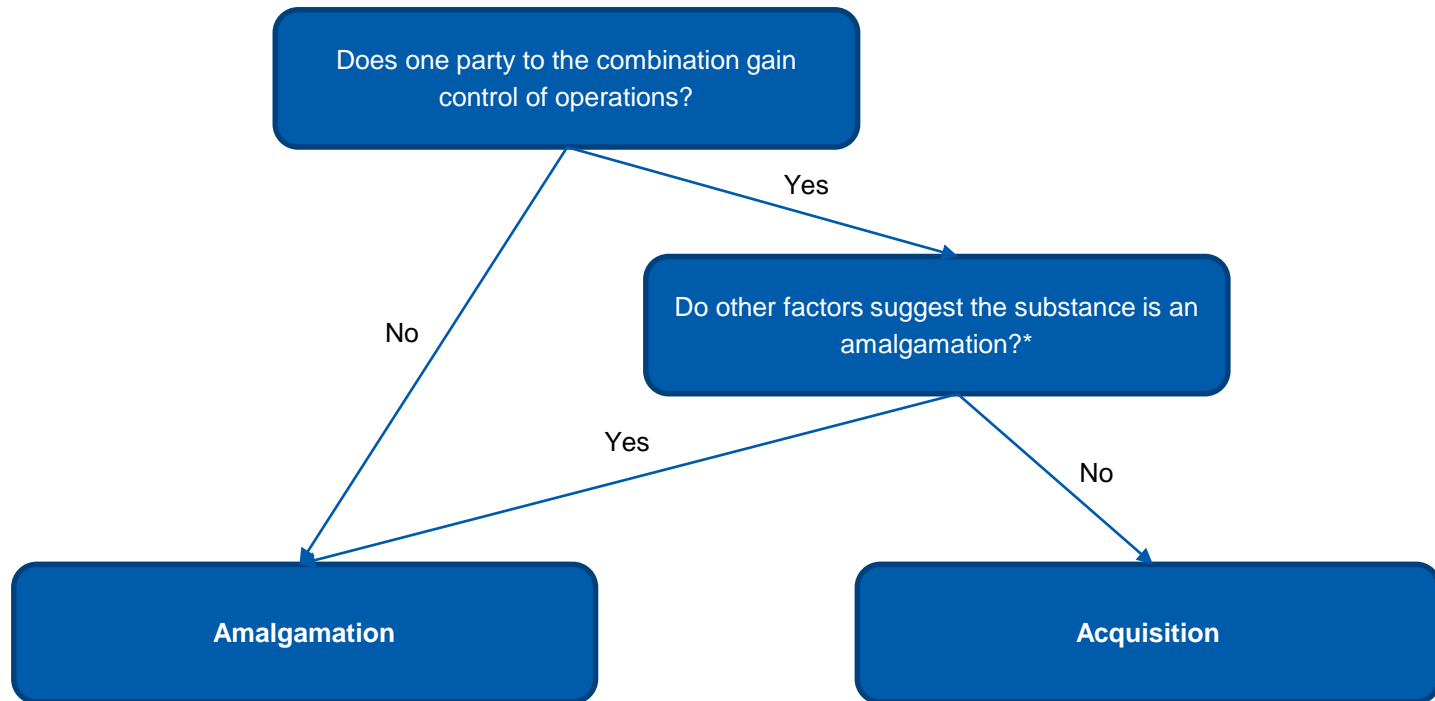 Does one party to the combination gain
control of operations?
Yes
Do other factors suggest the substance is an
amalgamation?*
No
Yes
No
Amalgamation
Acquisition